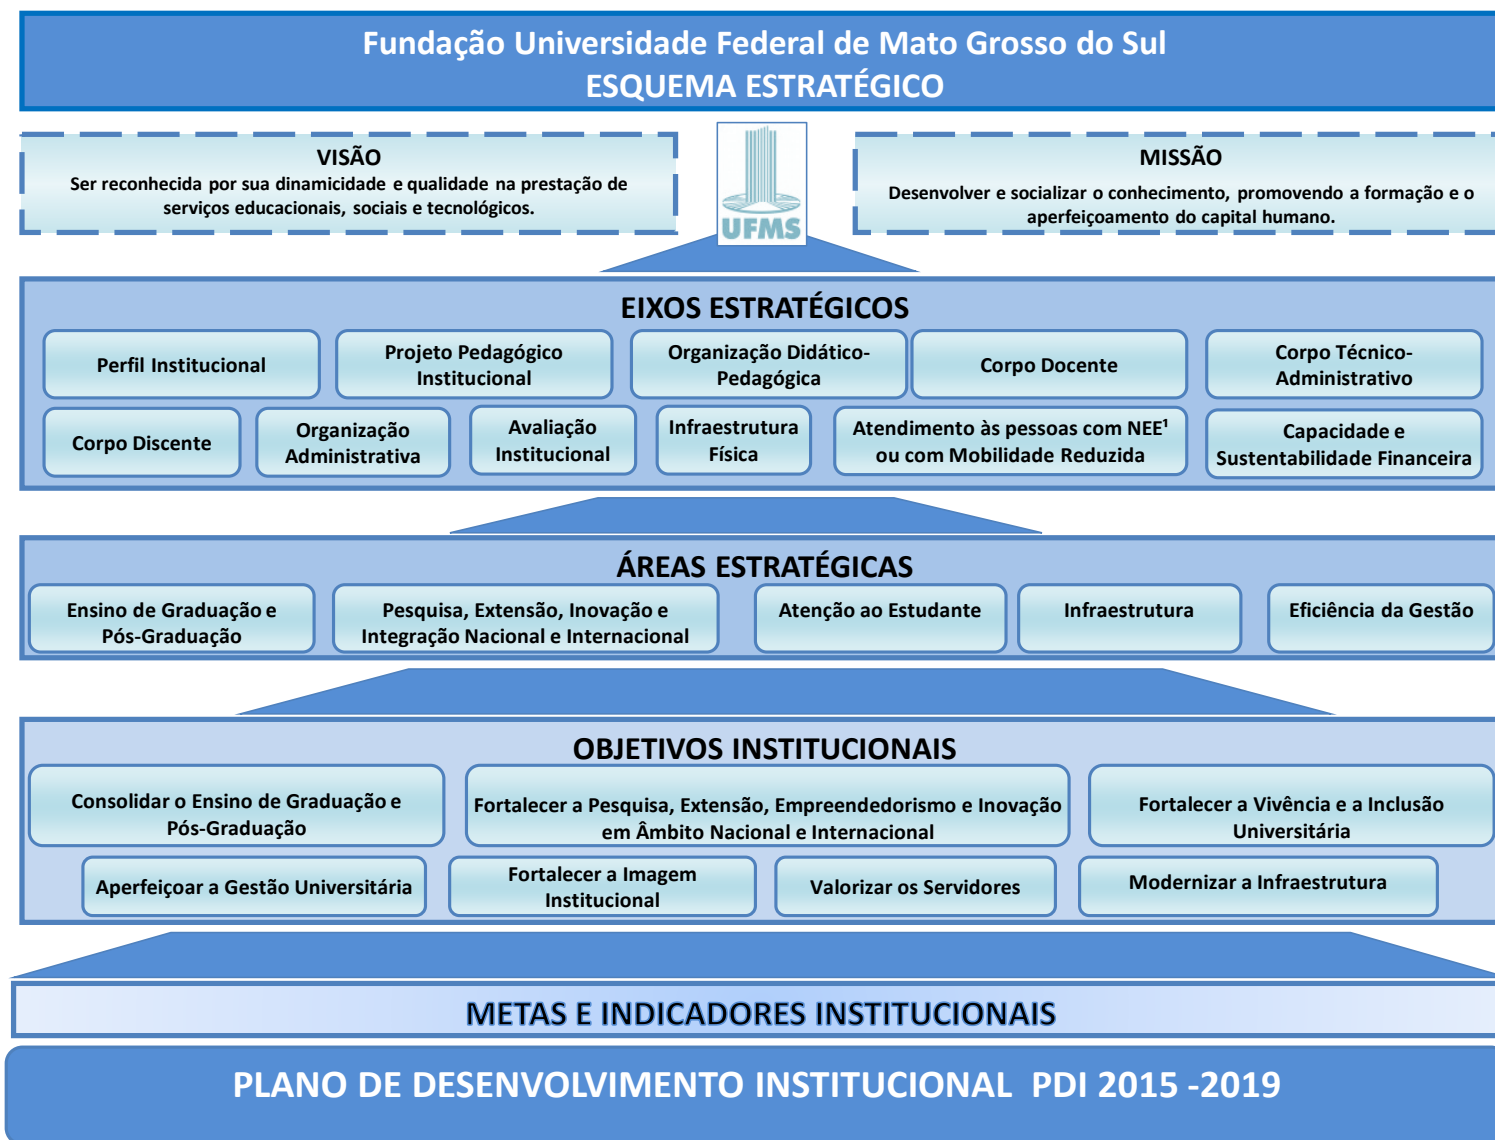 Fundação Universidade Federal de Mato Grosso do Sul
ESQUEMA ESTRATÉGICO
VISÃO
Ser reconhecida por sua dinamicidade e qualidade na prestação de
serviços educacionais, sociais e tecnológicos.
UFMS
MISSÃO
Desenvolver e socializar o conhecimento, promovendo a formação e o
aperfeiçoamento do capital humano.
EIXOS ESTRATÉGICOS
Perfil Institucional
Projeto Pedagógico
Institucional
Organização Didático-
Pedagógica
Corpo Docente
Corpo Técnico-
Administrativo
Corpo Discente
Organização
Administrativa
Avaliação
Institucional
Infraestrutura
Física
Atendimento às pessoas com NEE¹
ou com Mobilidade Reduzida
Capacidade e
Sustentabilidade Financeira
ÁREAS ESTRATÉGICAS
Ensino de Graduação e
Pós-Graduação
Pesquisa, Extensão, Inovação e
Integração Nacional e Internacional
Atenção ao Estudante
Infraestrutura
Eficiência da Gestão
OBJETIVOS INSTITUCIONAIS
Consolidar o Ensino de Graduação e
Pós-Graduação
Fortalecer a Pesquisa, Extensão, Empreendedorismo e Inovação
em Âmbito Nacional e Internacional
Fortalecer a Vivência e a Inclusão
Universitária
Aperfeiçoar a Gestão Universitária
Fortalecer a Imagem
Institucional
Valorizar os Servidores
Modernizar a Infraestrutura
METAS E INDICADORES INSTITUCIONAIS
PLANO DE DESENVOLVIMENTO INSTITUCIONAL  PDI 2015 -2019